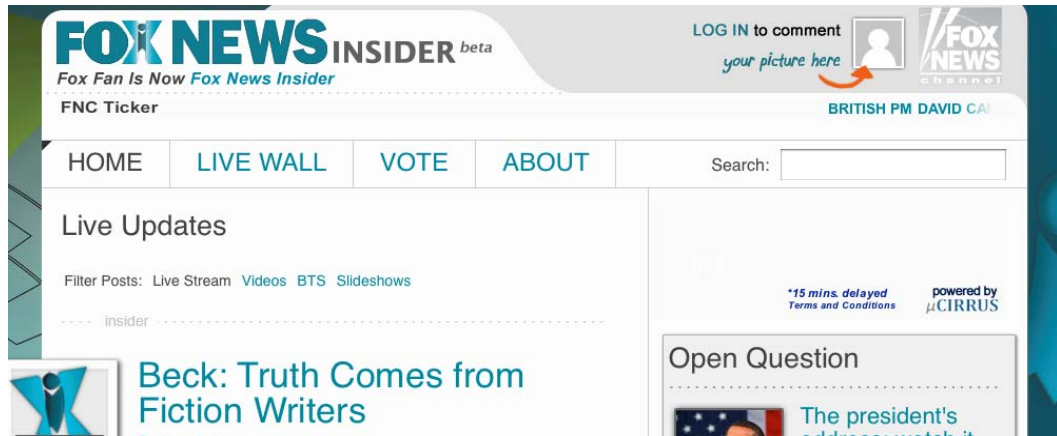 FOX NEWS INSIDER beta
Fox Fan Is Now Fox News Insider
LOG IN to comment
your picture here
FOX
NEWS
channel
FNC Ticker
BRITISH PM DAVID
HOME LIVE WALL VOTE ABOUT Search:
Live Updates
Filter Posts: Live Stream Videos BTS Slideshows
insider
*15 mins. delayed
Terms and Conditions
powered by
μCIRRUS
Beck: Truth Comes from
Fiction Writers
Open Question
The president's